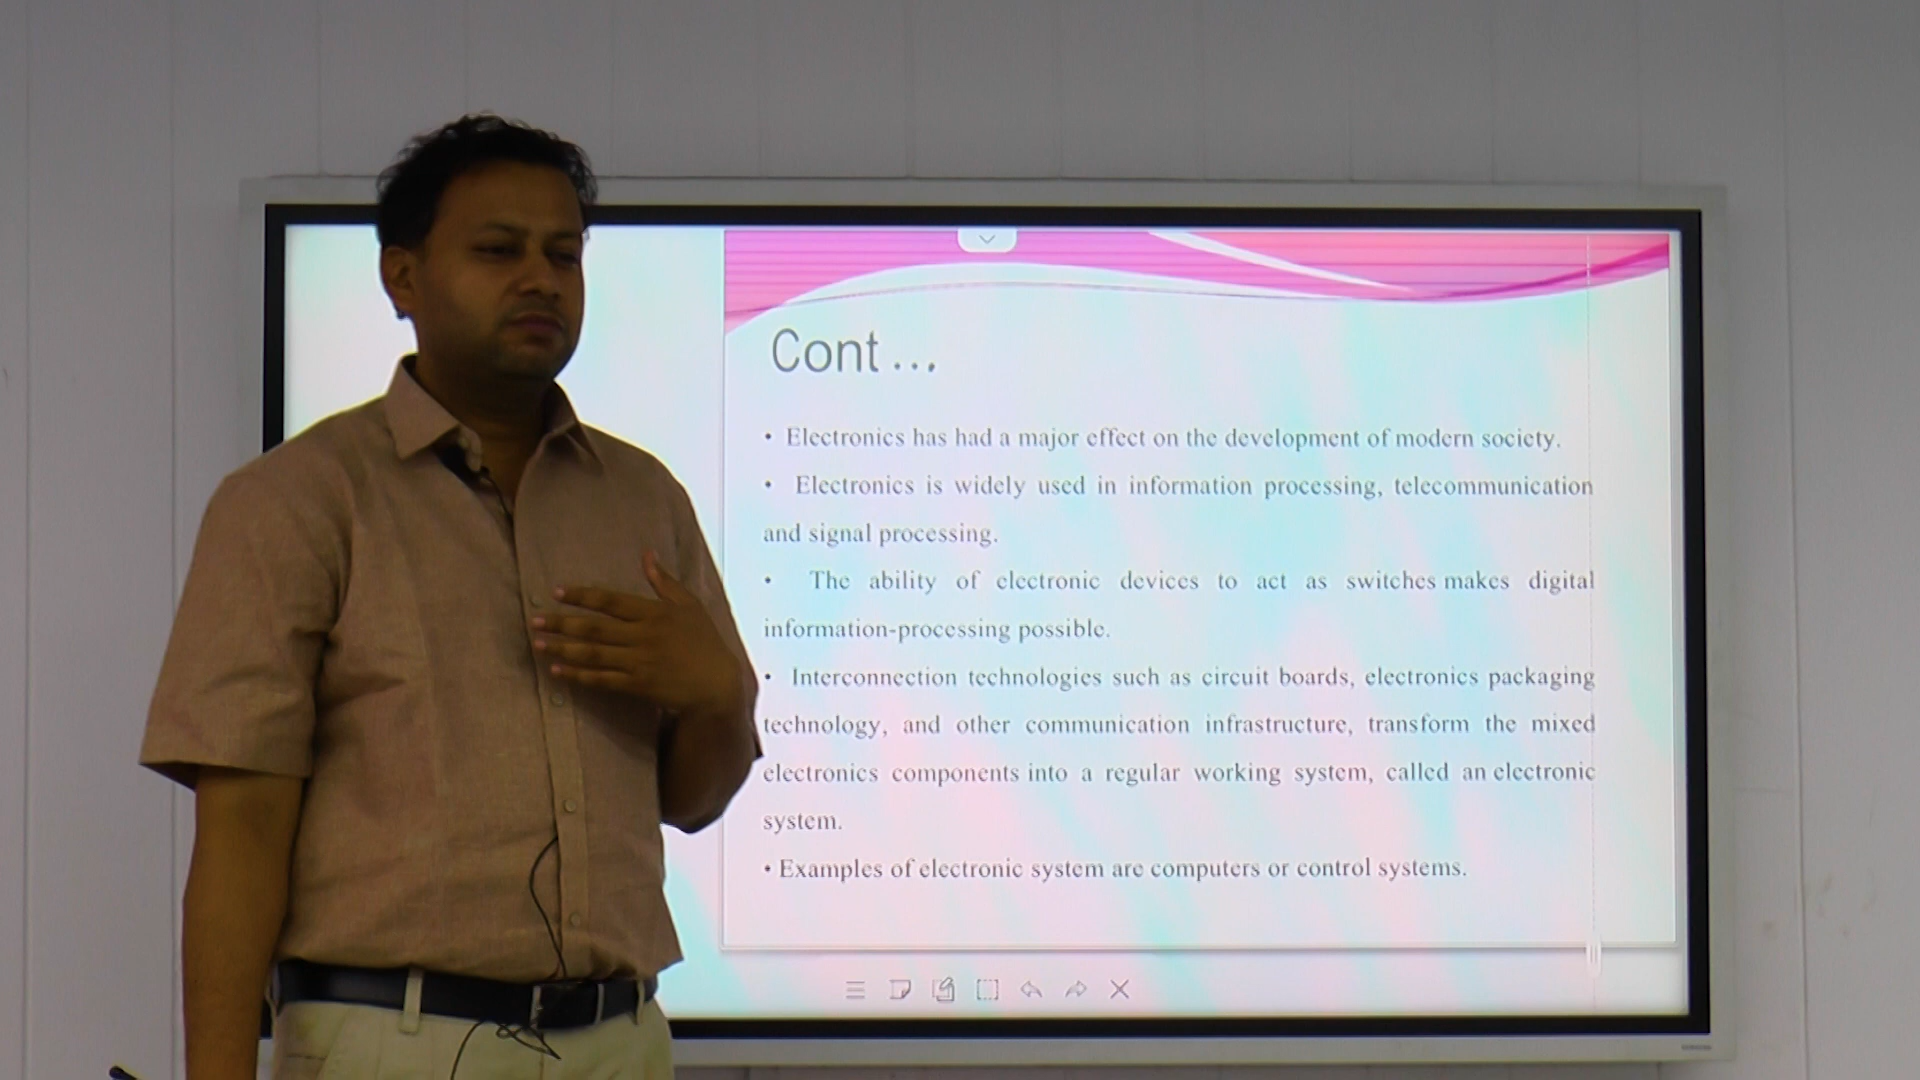 Cont ...
• Electronics has had a major effect on the development of modern society.
• Electronics is widely used in information processing, telecommunication
and signal processing.
• The ability of electronic devices to act as switches makes digital
information-processing possible.
• Interconnection technologies such as circuit boards, electronics packaging
technology, and other communication infrastructure, transform the mixed
electronics components into a regular working system, called an electronic
system.
• Examples of electronic system are computers or control systems.